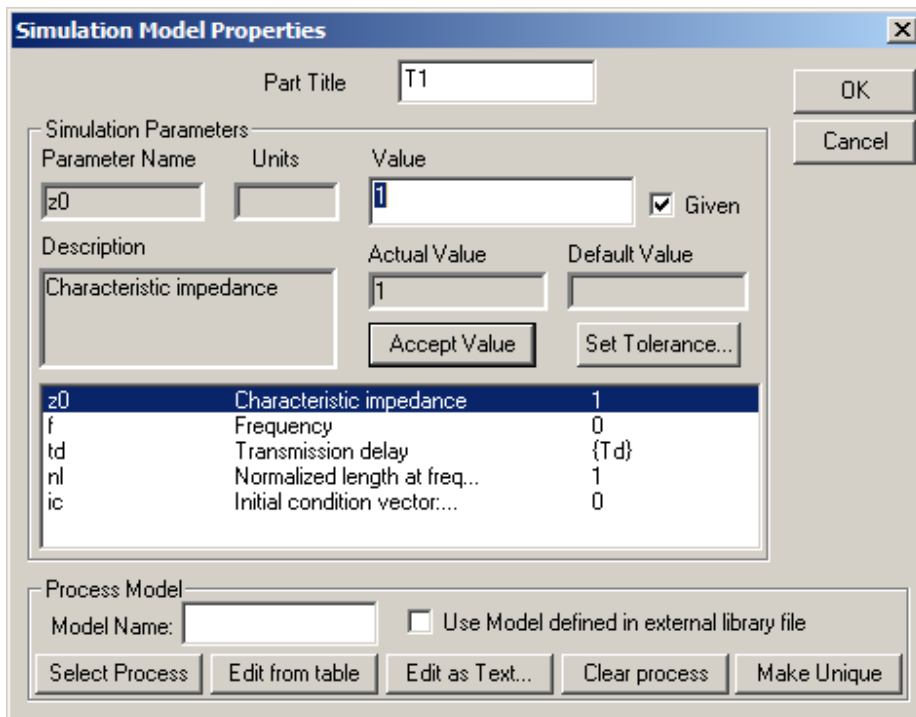 Simulation Model Properties
Part Title T1
OK
Cancel
Simulation Parameters
Parameter Name Units Value
z0 1 Given
Description Actual Value Default Value
Characteristic impedance 1
Accept Value Set Tolerance...
z0 Characteristic impedance 1
f Frequency 0
td Transmission delay {Td}
nl Normalized length at freq... 1
ic Initial condition vector:... 0
Process Model
Model Name: Use Model defined in external library file
Select Process Edit from table Edit as Text... Clear process Make Unique